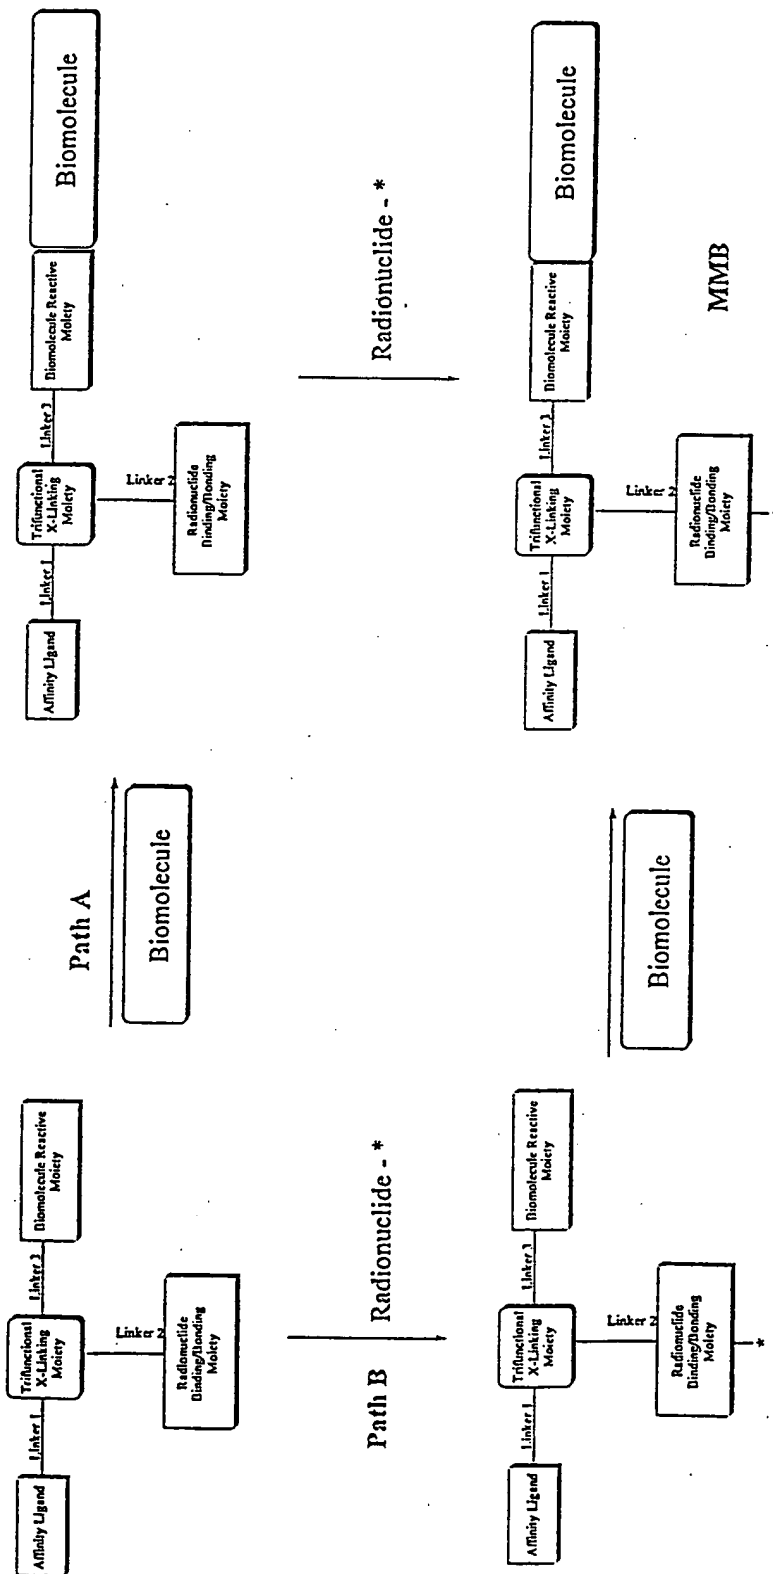 Affinity Ligand
Linker 1
Trifunctional
X-Linking
Moiety
Linker 3
Biomolecule Reactive
Moiety
Linker 2
Radionuclide
Binding/Bonding
Moiety
Path A
Biomolecule
Affinity Ligand
Linker 1
Trifunctional
X-Linking
Moiety
Linker 3
Biomolecule Reactive
Moiety
Biomolecule
Linker 2
Radionuclide
Binding/Bonding
Moiety
Path B
Radionuclide - *
Radionuclide - *
Affinity Ligand
Linker 1
Trifunctional
X-Linking
Moiety
Linker 3
Biomolecule Reactive
Moiety
Linker 2
Radionuclide
Binding/Bonding
Moiety
*
Biomolecule
Affinity Ligand
Linker 1
Trifunctional
X-Linking
Moiety
Linker 3
Biomolecule Reactive
Moiety
Biomolecule
Linker 2
Radionuclide
Binding/Bonding
Moiety
MMB